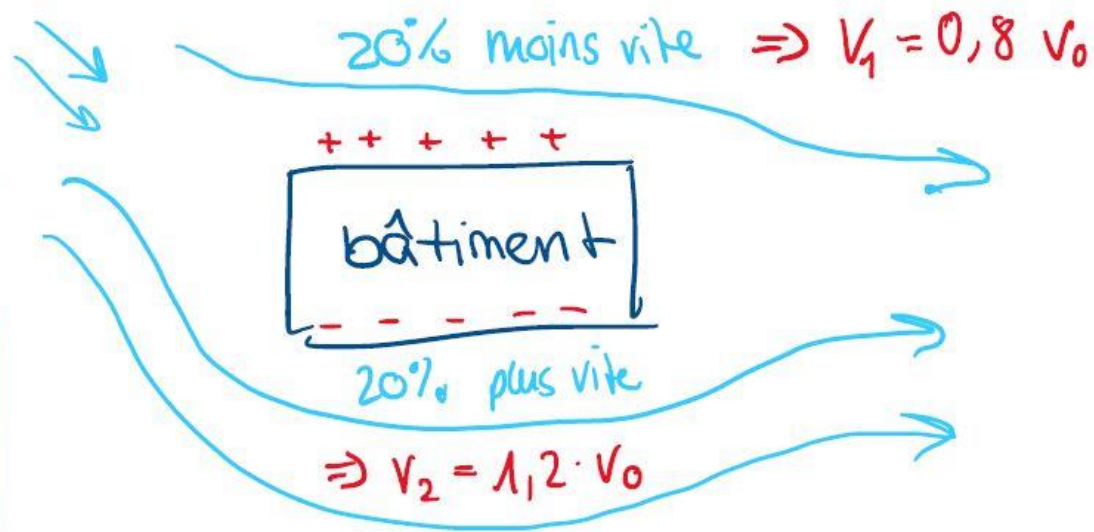 20% moins vite ⇒ V₁ = 0,8 v₀
+ + + + +
bâtiment
- - - - -
20% plus vite
⇒ V₂ = 1,2 · V₀